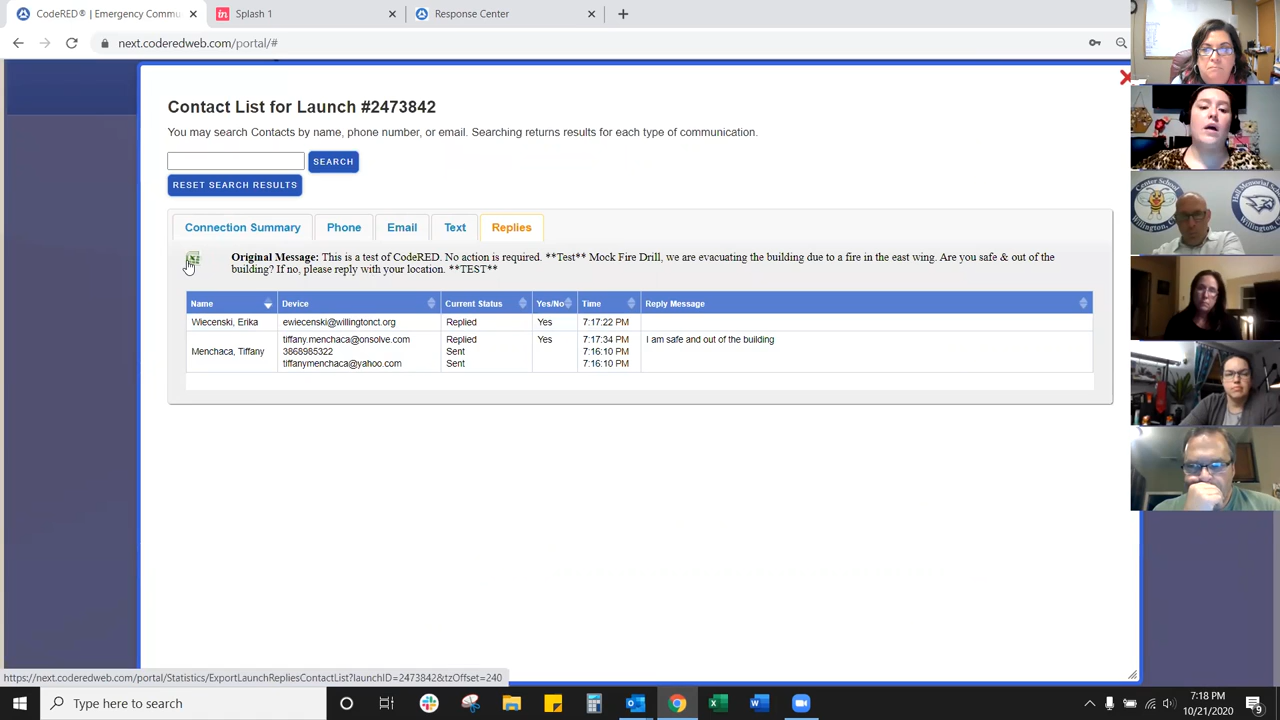 CodeRED® | Emergency Commu
Splash 1
Response Center
next.coderedweb.com/portal/#
Contact List for Launch #2473842
You may search Contacts by name, phone number, or email. Searching returns results for each type of communication.
SEARCH
RESET SEARCH RESULTS
Connection Summary Phone Email Text Replies
Original Message: This is a test of CodeRED. No action is required. **Test** Mock Fire Drill, we are evacuating the building due to a fire in the east wing. Are you safe & out of the
building? If no, please reply with your location. **TEST**
Name Device Current Status Yes/No Time Reply Message
Wiecenski, Erika ewiecenski@willingtonct.org Replied Yes 7:17:22 PM
tiffany.menchaca@onsolve.com Replied Yes 7:17:34 PM I am safe and out of the building
Menchaca, Tiffany 3868985322 Sent 7:16:10 PM
tiffanymenchaca@yahoo.com Sent 7:16:10 PM
https://next.coderedweb.com/portal/Statistics/ExportLaunchRepliesContactList?launchID=2473842&tzOffset=240
Type here to search
7:18 PM
10/21/2020
9